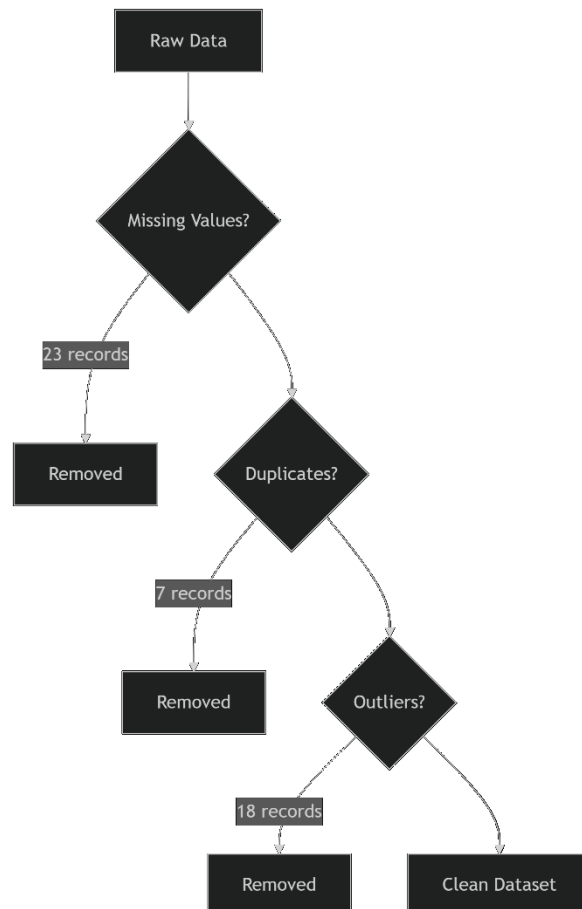 Raw Data
Missing Values?
23 records
Removed
Duplicates?
7 records
Removed
Outliers?
18 records
Removed
Clean Dataset